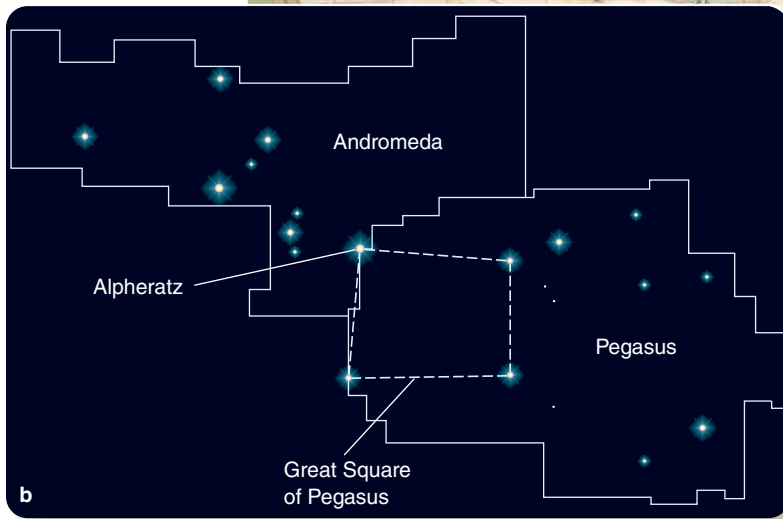 Andromeda
Alpheratz
Pegasus
Great Square
of Pegasus
b